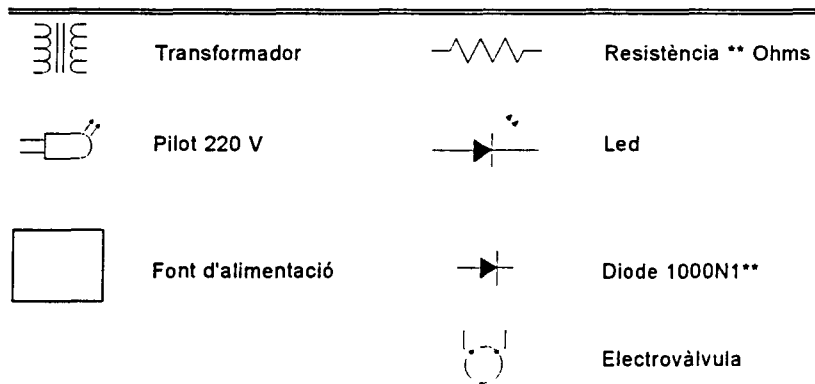 Transformador
Resistència ** Ohms
Pilot 220 V
Led
Font d'alimentació
Diode 1000N1**
Electrovàlvula